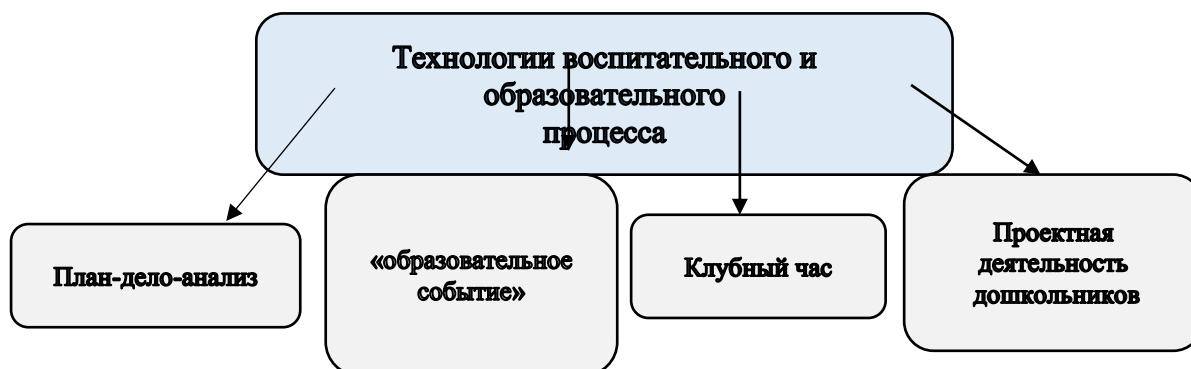 Технологии воспитательного и
образовательного
процесса
План-дело-анализ
«образовательное
событие»
Клубный час
Проектная
деятельность
дошкольников